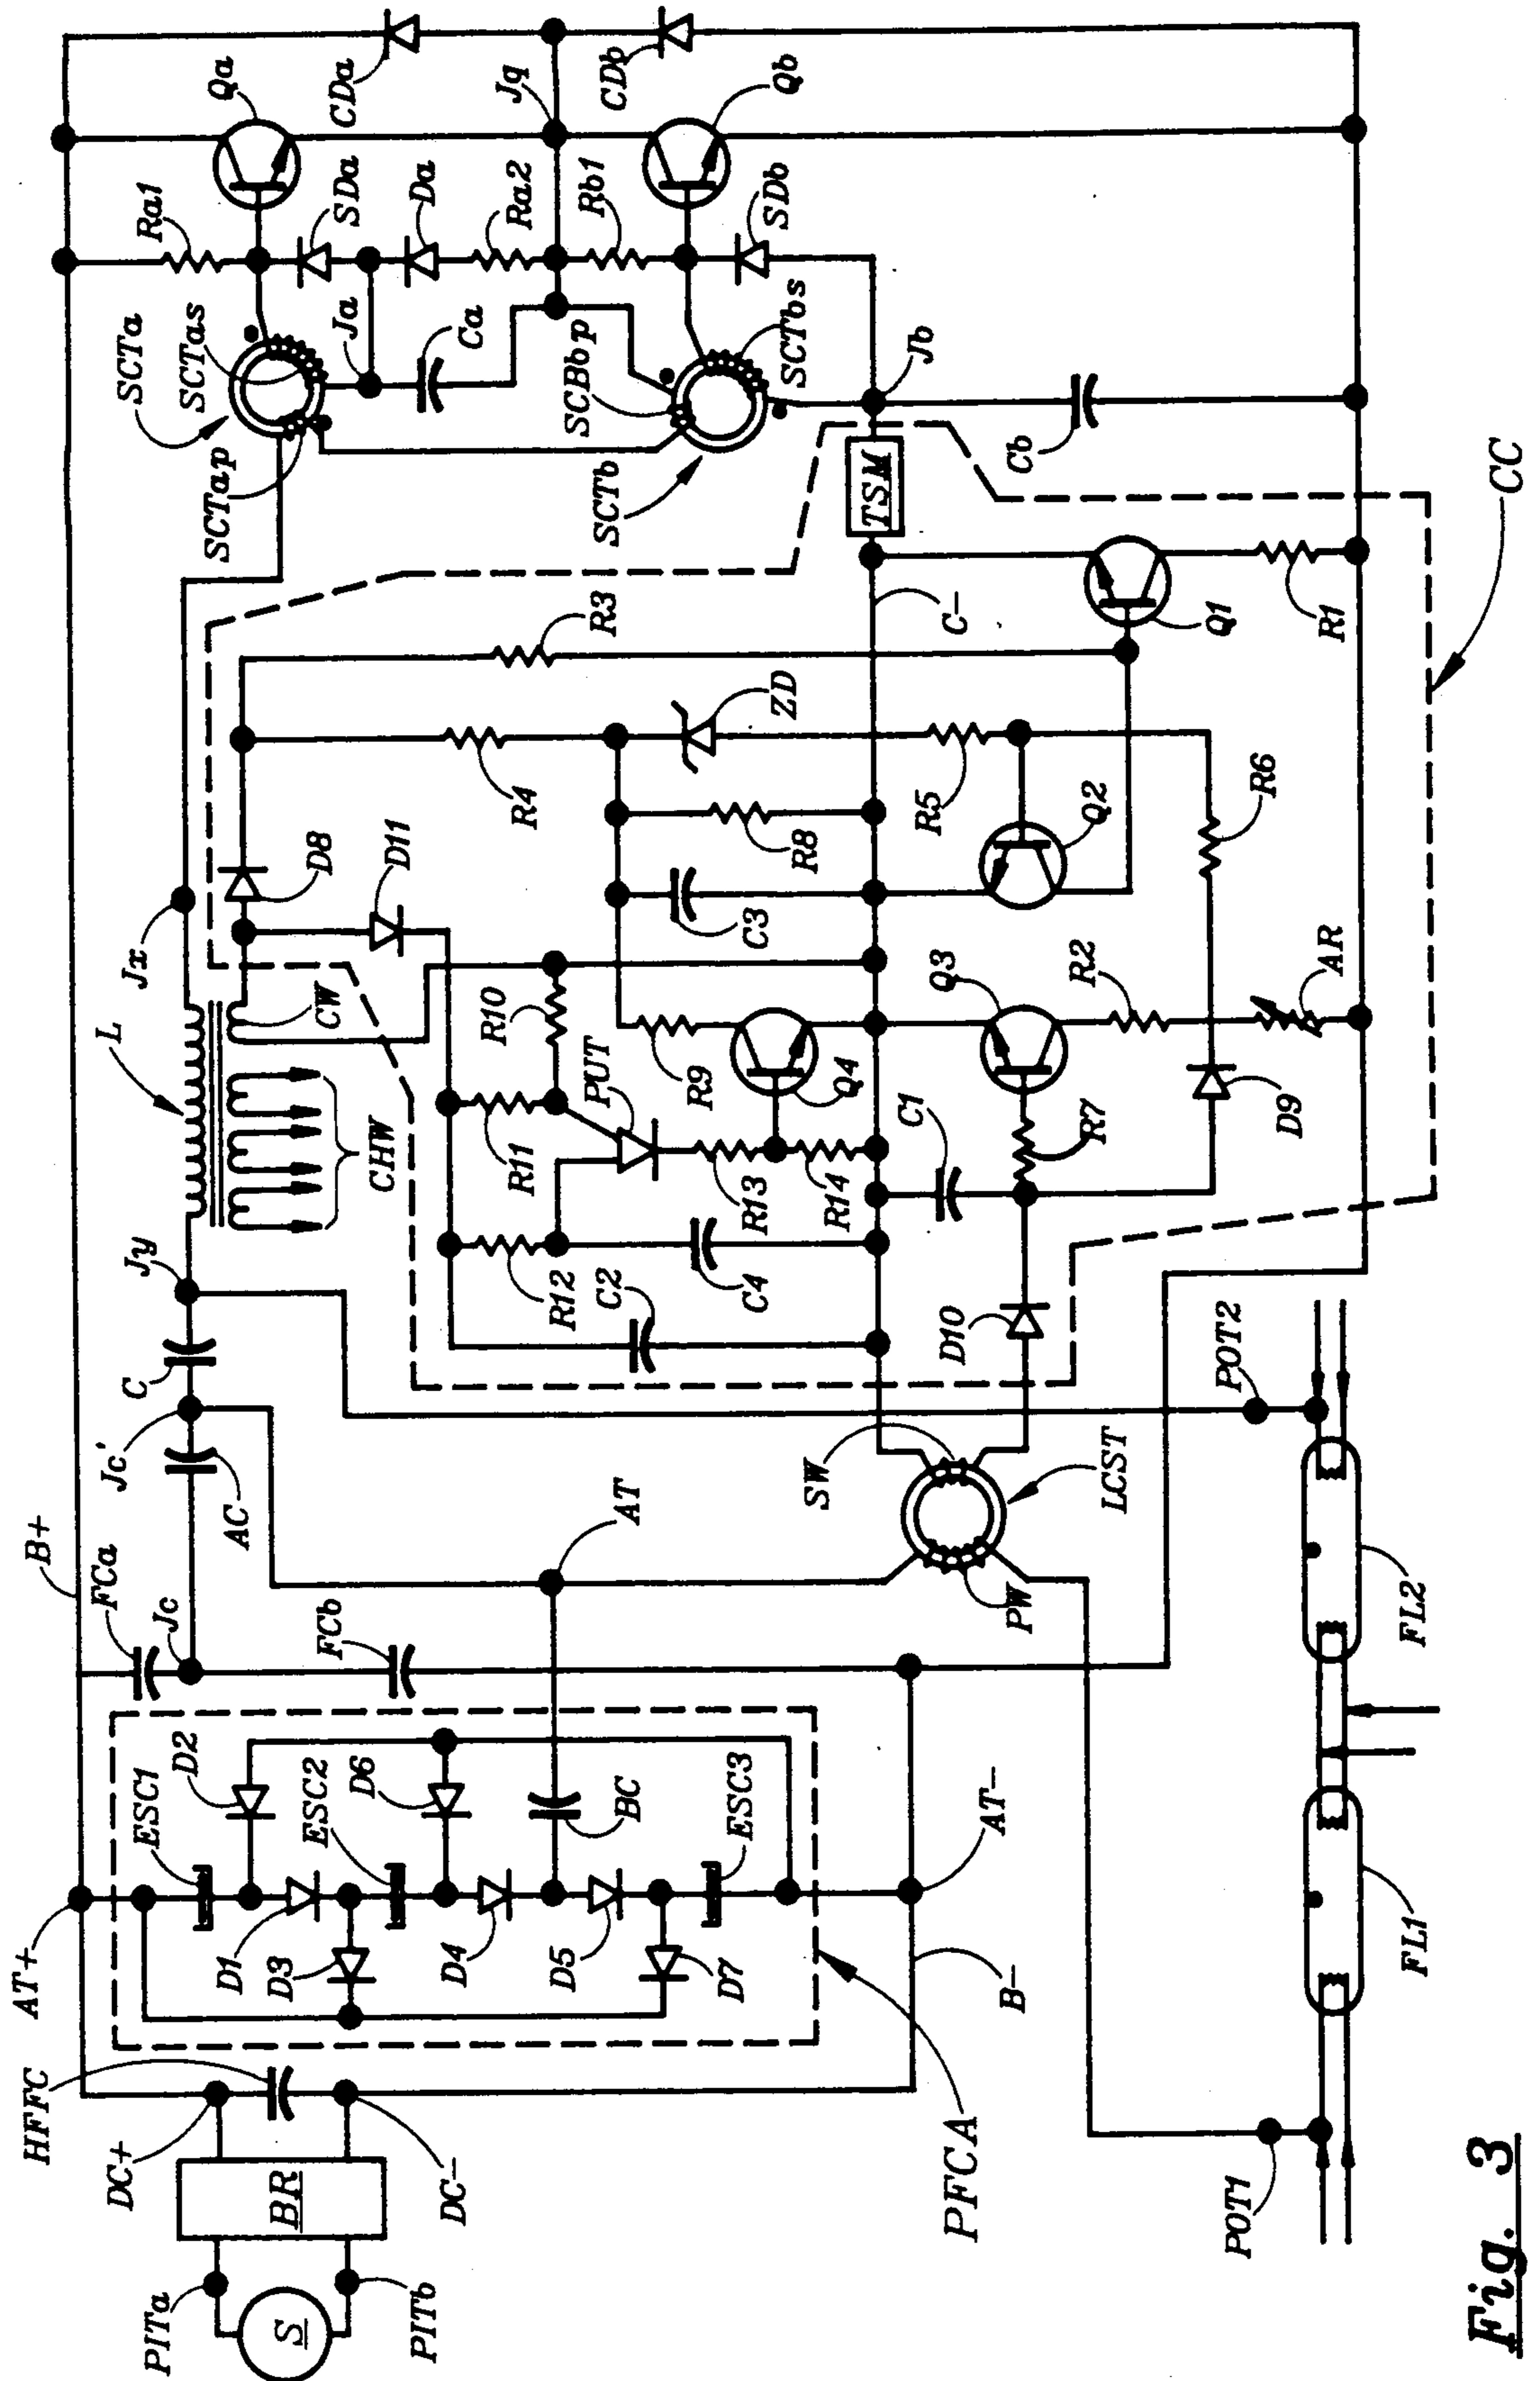 B+
AT+
HFFC
DC+
PITa
S
PITb
BR
DC-
ESC1
D2
D1
D3
ESC2
D6
D4
BC
D5
D7
ESC3
AT-
B-
PFCA
FCa
Jc
FCb
AC
Jc'
C
Jy
L
Jx
CHW
CW
AT
SW
PW
LCST
D8
D11
R10
R11
PUT
R12
C2
C4
R13
R14
R9
Q4
C3
R8
R4
R3
ZD
C-
R5
Q2
Q3
C1
R7
D10
R2
AR
R6
D9
Q1
R1
TSM
CC
SCTa
SCTas
SCTap
Ja
Ca
SCBbp
SCTb
SCTbs
Jb
Cb
Ra1
Qa
SDa
Da
Ra2
Rb1
SDb
CDa
Jq
CDb
Qb
POT1
POT2
FL1
FL2
Fig. 3